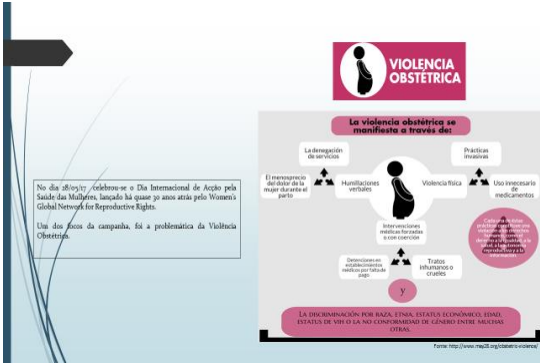 VIOLENCIA
OBSTÉTRICA
La violencia obstétrica se
manifiesta a través de:
La denegación
de servicios
Prácticas
invasivas
El menosprecio
del dolor de la
mujer durante el
parto
Humillaciones
verbales
Violencia física
Uso innecesario
de
medicamentos
No dia 28/05/17 celebrou-se o Dia Internacional de Acção pela
Saúde das Mulheres, lançado há quase 30 anos atrás pelo Women's
Global Network for Reproductive Rights.
Um dos focos da campanha, foi a problemática da Violência
Obstétrica.
Intervenciones
médicas forzadas
o con coerción
Cada una de estas
Detenciones en
establecimientos
médicos por falta de
pago
Tratos
inhumanos o
crueles
y
LA DISCRIMINACIÓN POR RAZA, ETNIA, ESTATUS ECONÓMICO, EDAD,
ESTATUS DE VIH O LA NO CONFORMIDAD DE GÉNERO ENTRE MUCHAS
OTRAS.
Fonte: http://www.may28.org/obstetric-violence/